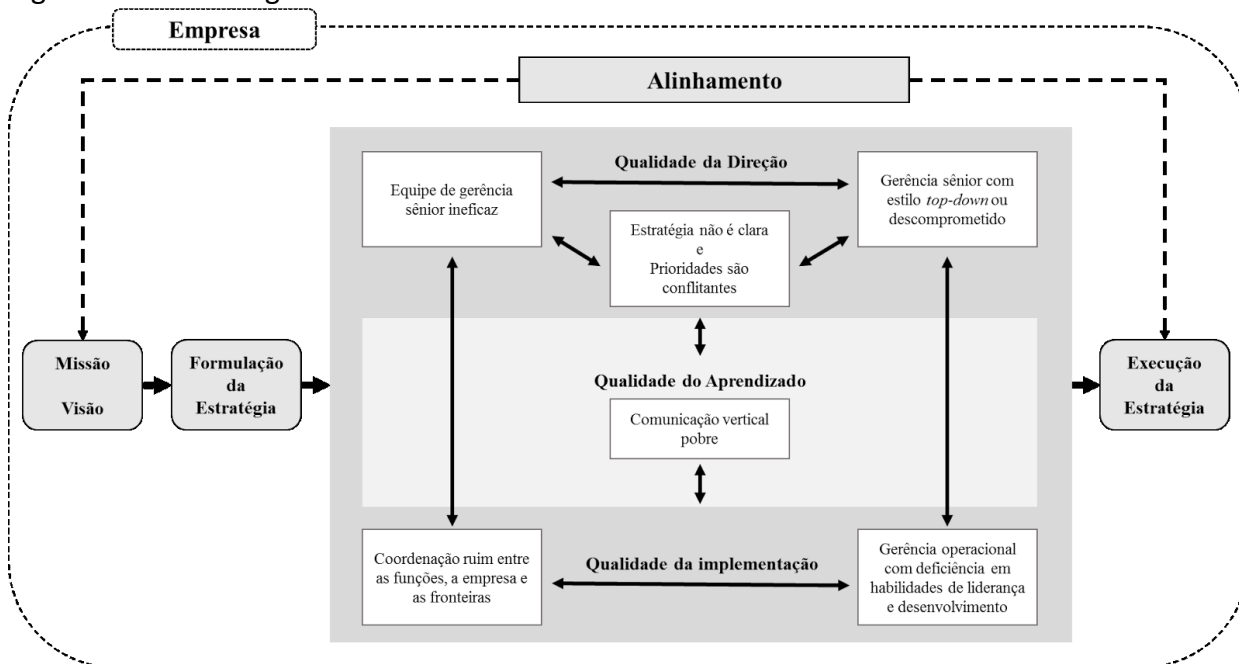 Empresa
Alinhamento
Qualidade da Direção
Equipe de gerência
sênior ineficaz
Gerência sênior com
estilo top-down ou
descomprometido
Estratégia não é clara
e
Prioridades são
conflitantes
Missão
Visão
Formulação
da
Estratégia
Qualidade do Aprendizado
Comunicação vertical
pobre
Execução
da
Estratégia
Coordenação ruim entre
as funções, a empresa e
as fronteiras
Qualidade da implementação
Gerência operacional
com deficiência em
habilidades de liderança
e desenvolvimento